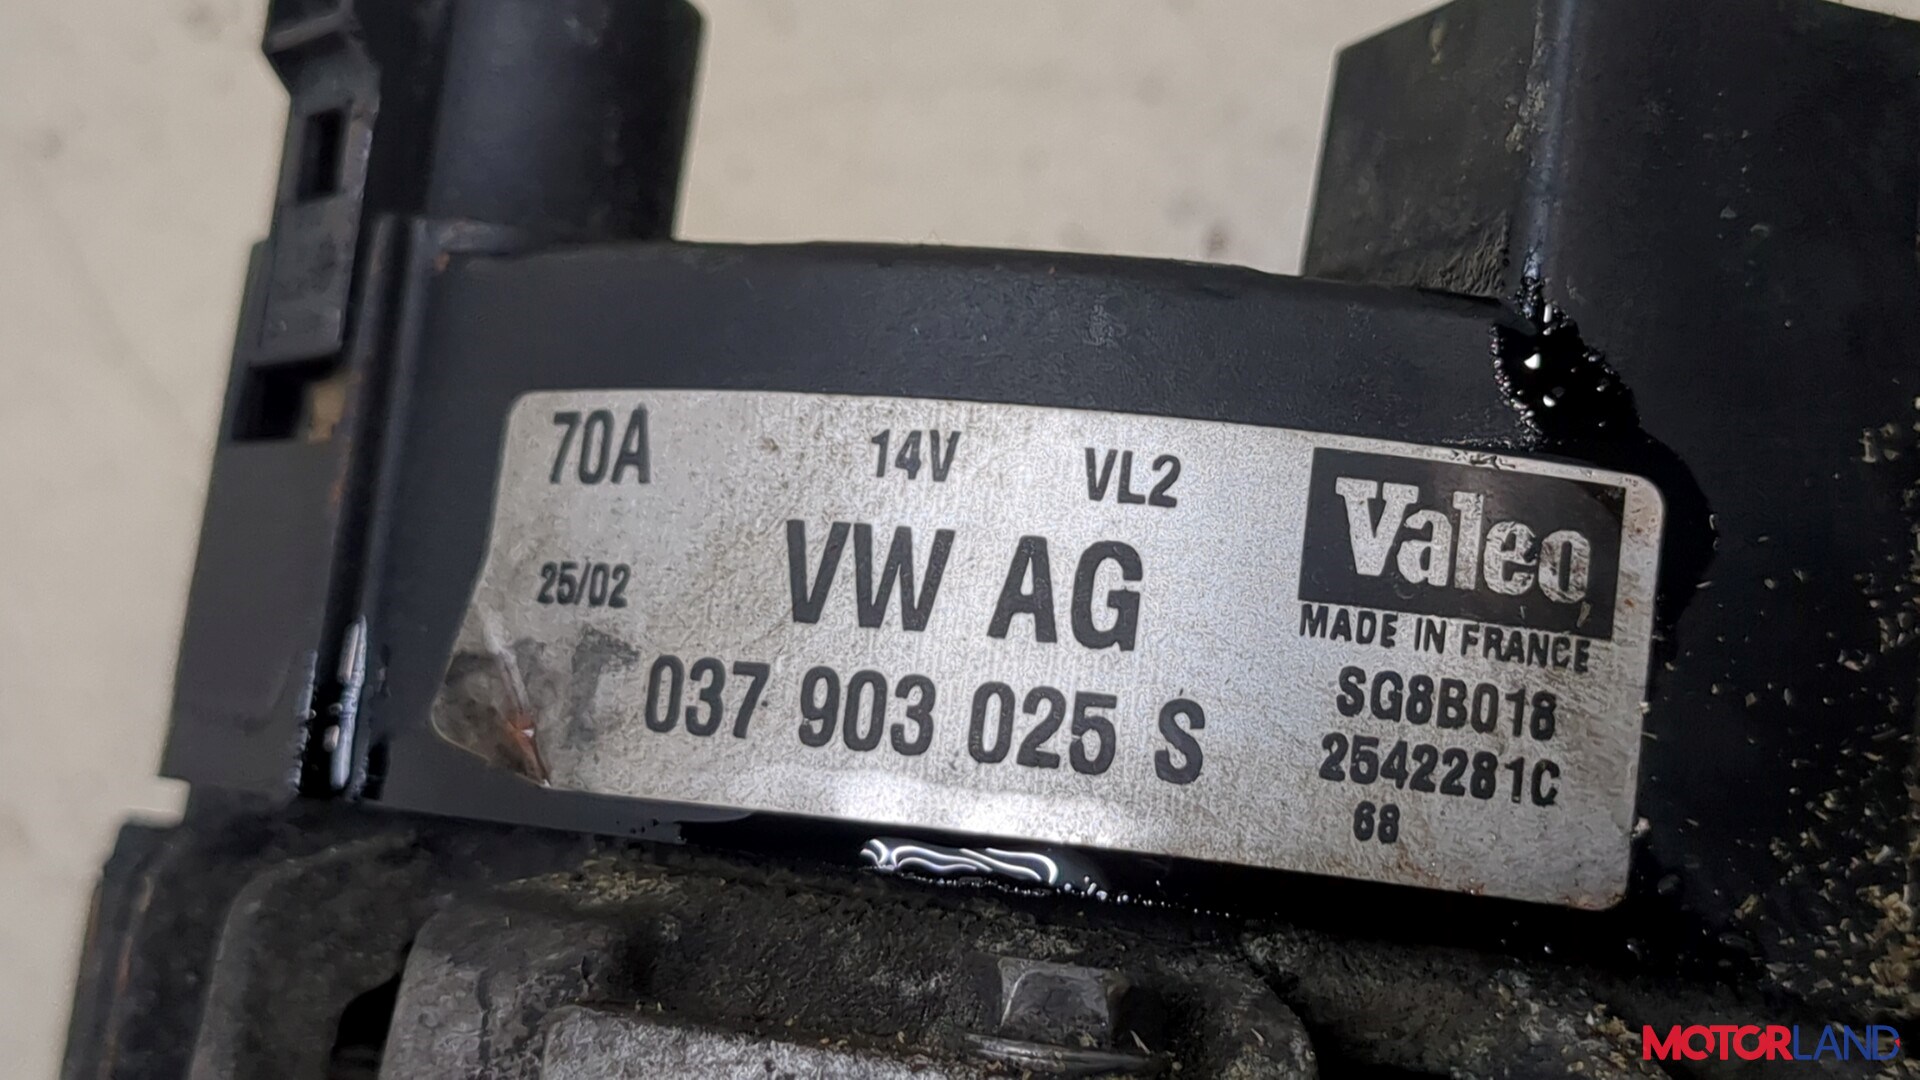 70A 14V VL2
Valeo
25/02 VW AG
MADE IN FRANCE
037 903 025 S
SG8B018
2542281C
68
MOTORLAND